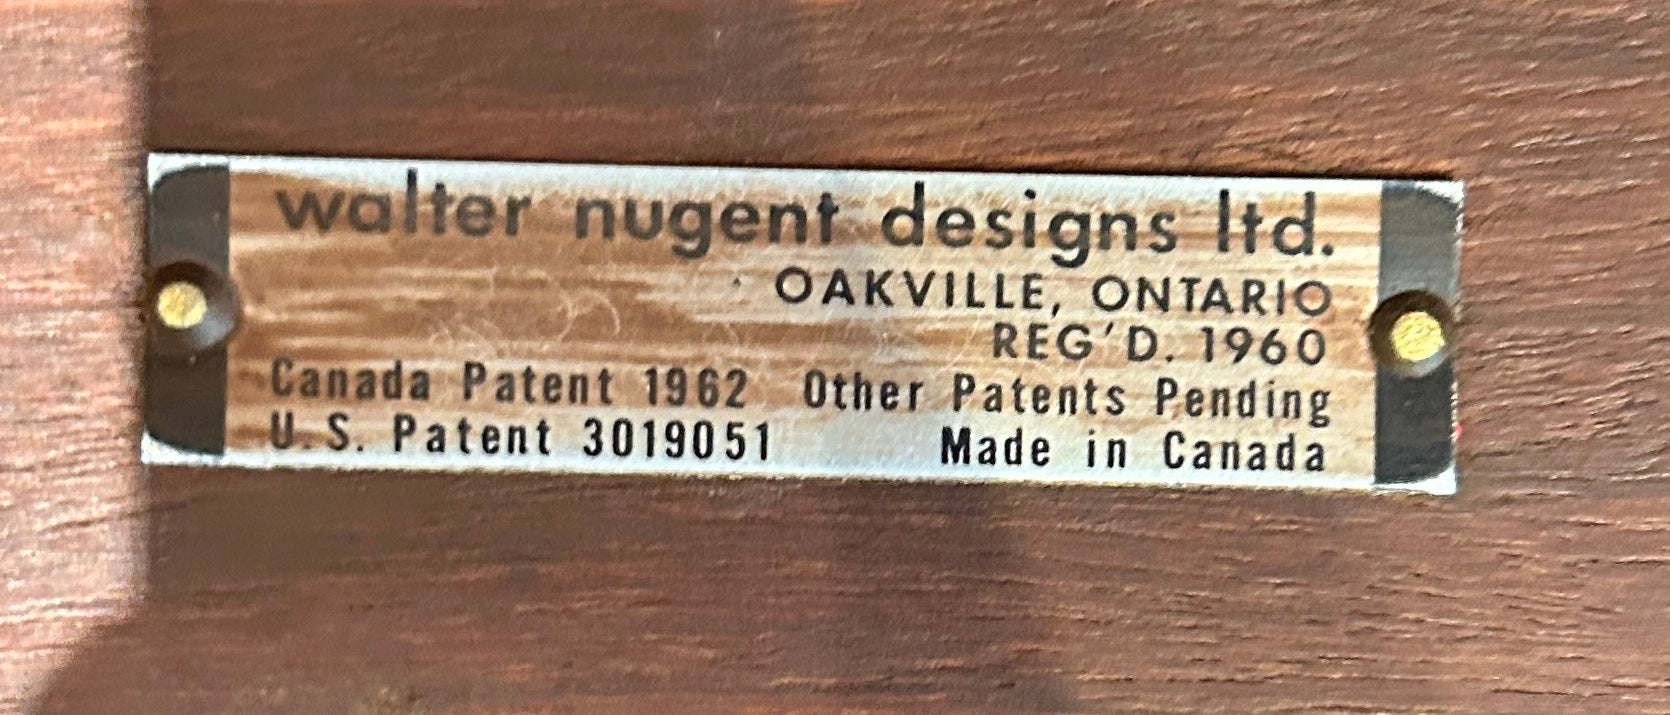 walter nugent designs ltd.
OAKVILLE, ONTARIO
REG'D. 1960
Canada Patent 1962 Other Patents Pending
U.S. Patent 3019051 Made in Canada